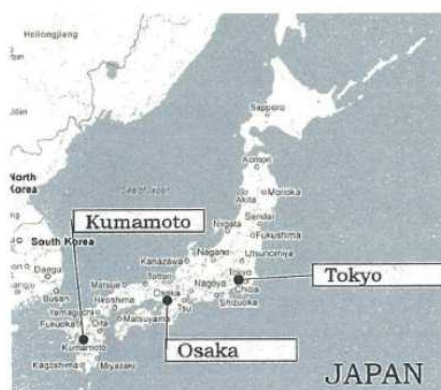 Heilongjiang
Sapporo
North
Korea
Aomori
Morioka
Akita
Sea of Japan
Sendai
Niigata
Fukushima
Kumamoto
South Korea
Nagano
Utsunomiya
Kanazawa
Daegu
Tottori
Tokyo
Tokyo
Matsue
Nagoya
Chiba
Busan
Osaka
Hiroshima
Tsu
Shizuoka
Yamaguchi
Fukuoka
Oita
Matsuyama
Kumamoto
Osaka
Kagoshima
Miyazaki
JAPAN